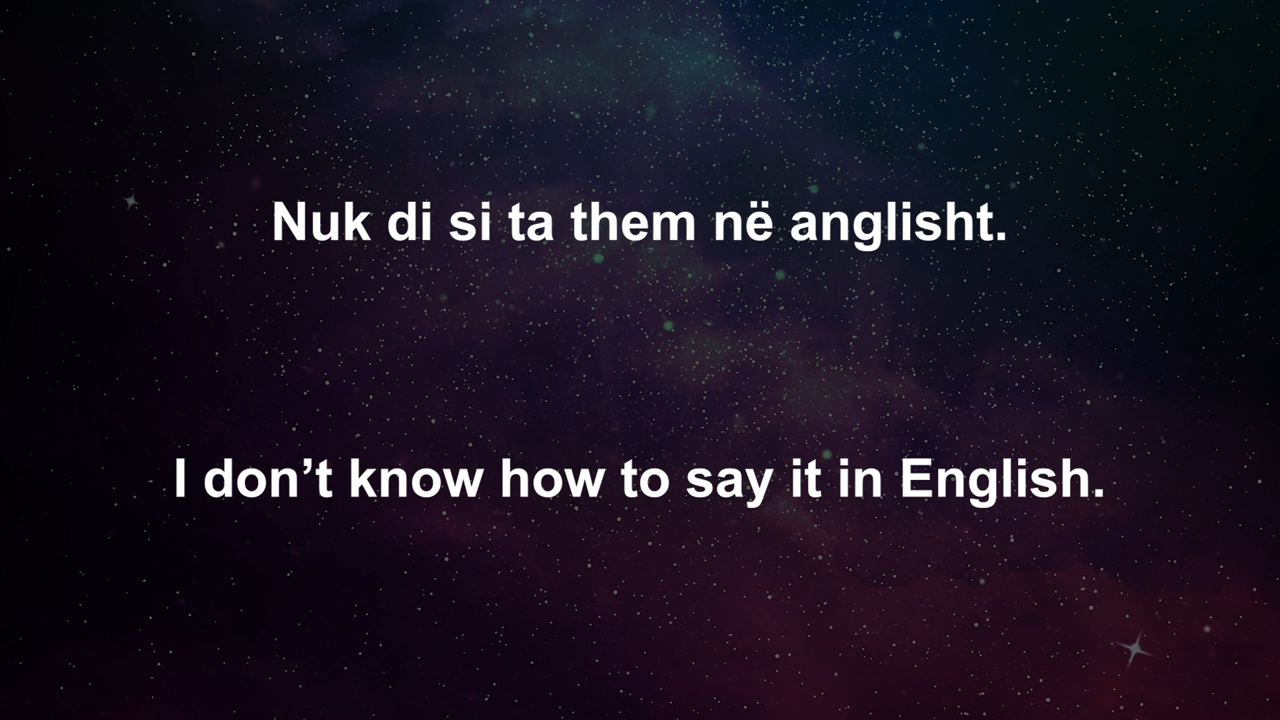 Nuk di si ta them në anglisht.
I don’t know how to say it in English.